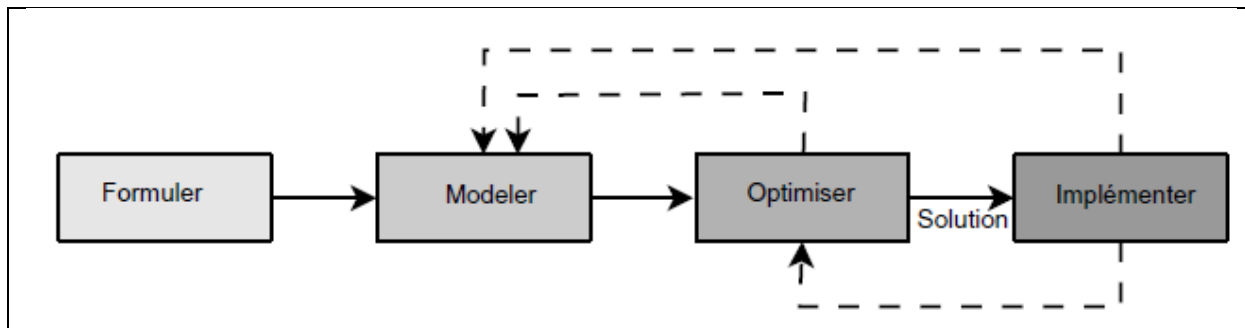 Formuler
Modeler
Optimiser
Solution
Implémenter